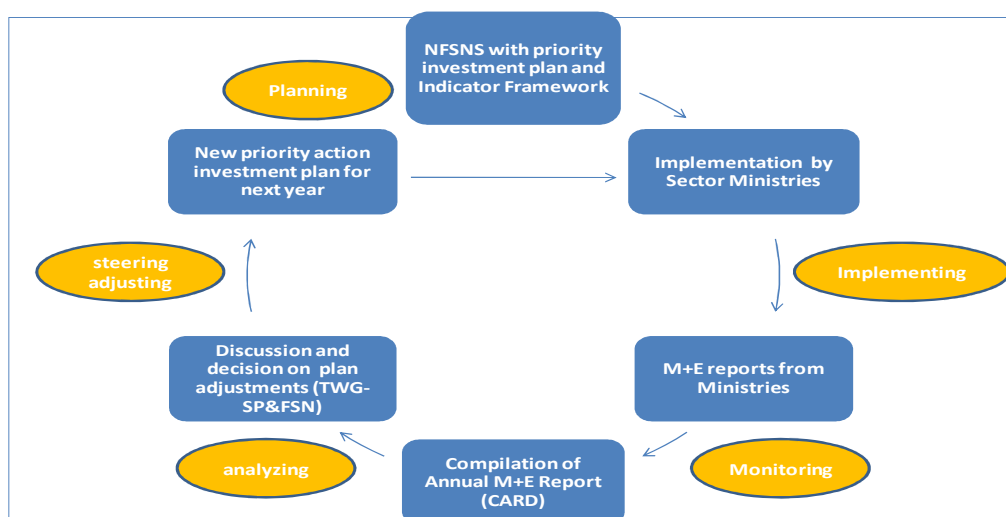 NFSNS with priority
investment plan and
Indicator Framework
Planning
New priority action
investment plan for
next year
Implementation by
Sector Ministries
steering
adjusting
Implementing
Discussion and
decision on plan
adjustments (TWG-
SP&FSN)
M+E reports from
Ministries
analyzing
Compilation of
Annual M+E Report
(CARD)
Monitoring